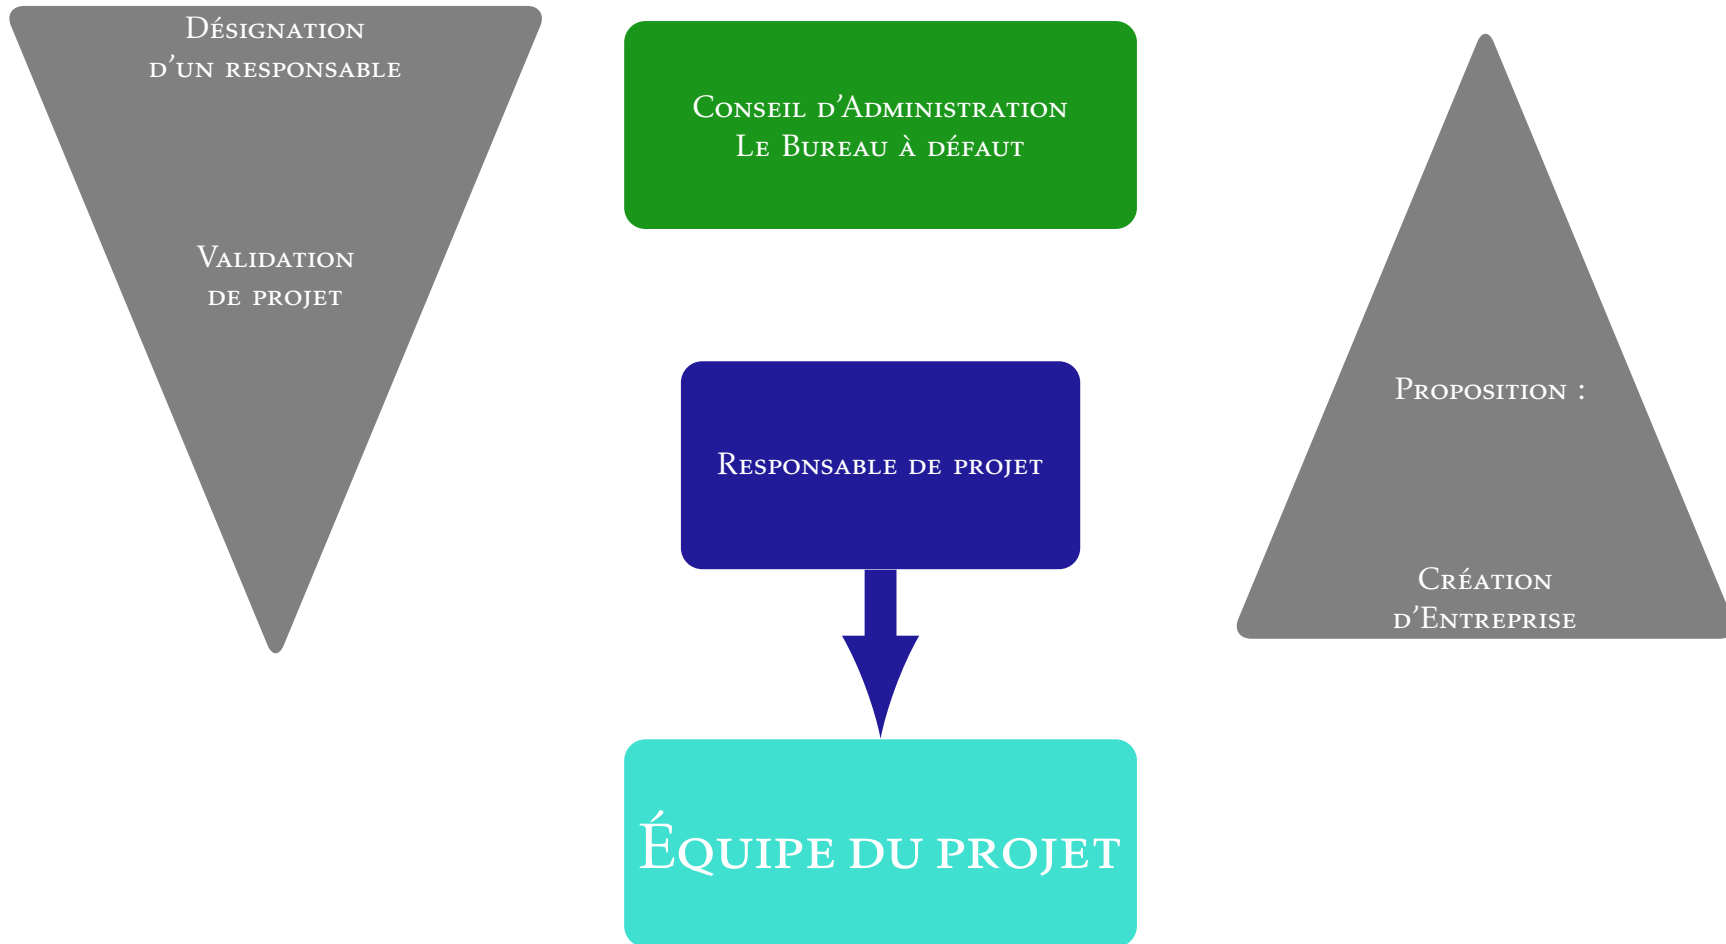 Désignation
d'un responsable
Validation
de projet
Conseil d'Administration
Le Bureau à défaut
Responsable de projet
Équipe du projet
Proposition :
Création
d'Entreprise